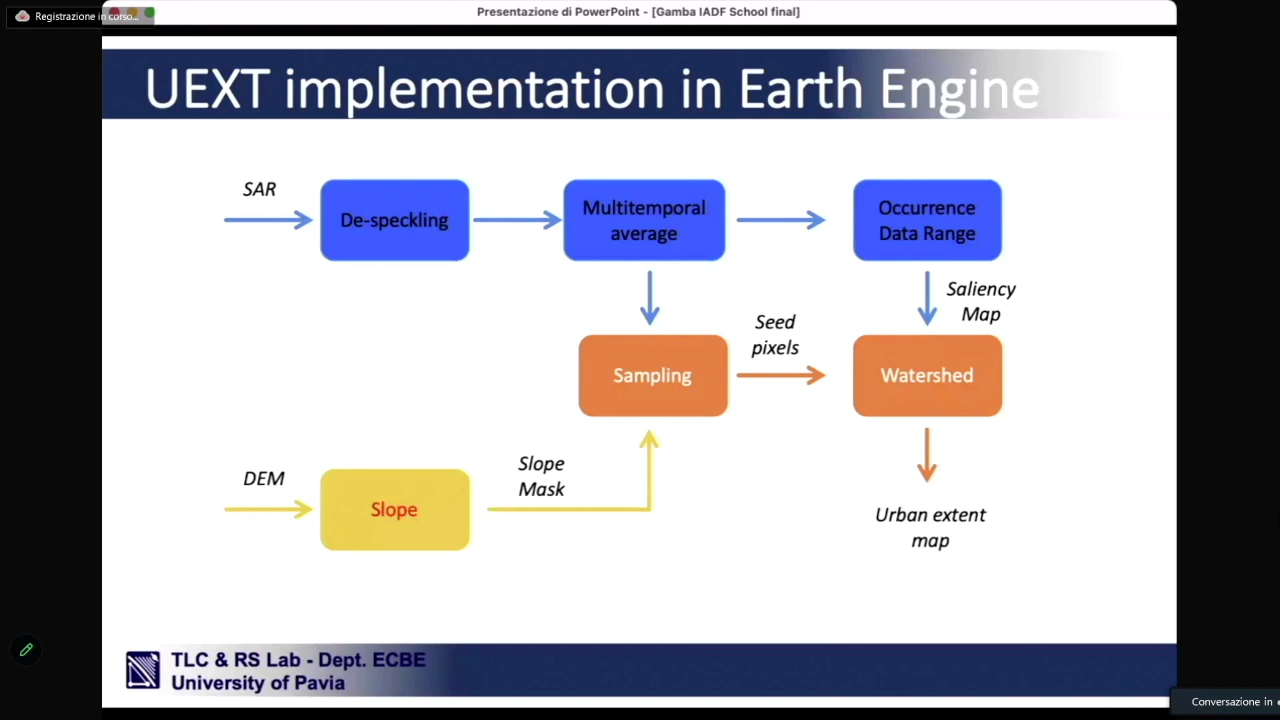 Registrazione in corso...
Presentazione di PowerPoint - [Gamba IADF School final]
UEXT implementation in Earth Engine
SAR
De-speckling
Multitemporal
average
Occurrence
Data Range
Saliency
Map
Seed
pixels
Sampling
Watershed
DEM
Slope
Slope
Mask
Urban extent
map
TLC & RS Lab - Dept. ECBE
University of Pavia
Conversazione in